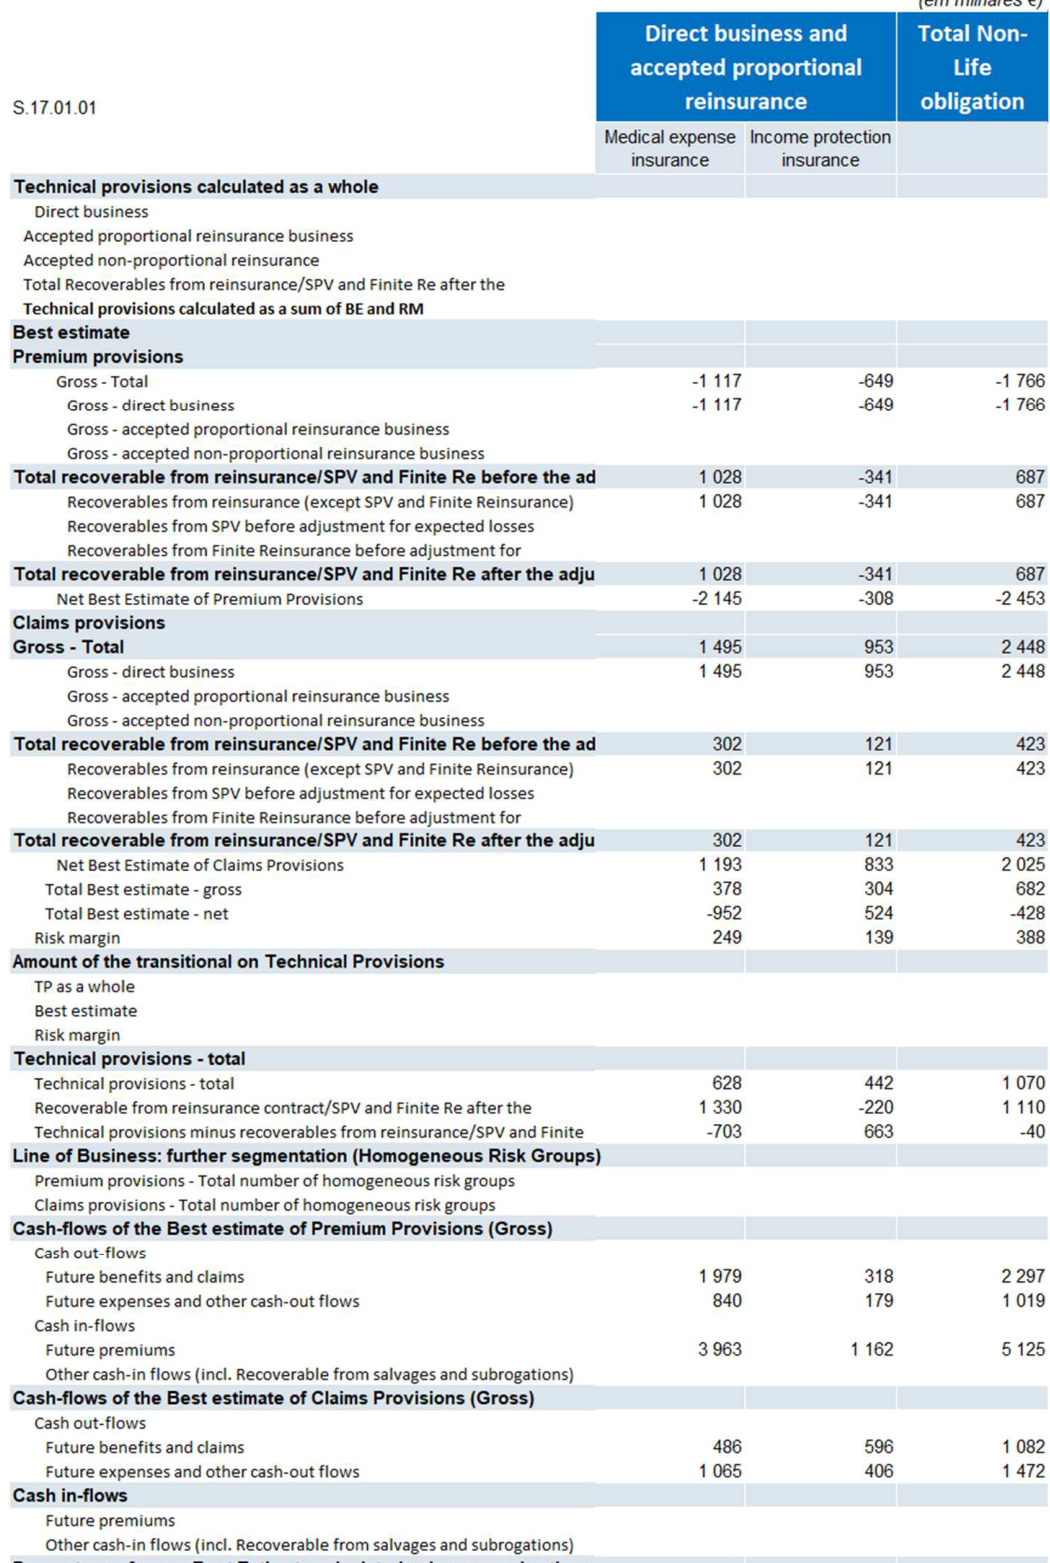 (em milhares €)
Direct business and accepted proportional reinsurance
Total Non-Life obligation
S.17.01.01
Medical expense insurance
Income protection insurance
Technical provisions calculated as a whole
Direct business
Accepted proportional reinsurance business
Accepted non-proportional reinsurance
Total Recoverables from reinsurance/SPV and Finite Re after the
Technical provisions calculated as a sum of BE and RM
Best estimate
Premium provisions
Gross - Total -1 117 -649 -1 766
Gross - direct business -1 117 -649 -1 766
Gross - accepted proportional reinsurance business
Gross - accepted non-proportional reinsurance business
Total recoverable from reinsurance/SPV and Finite Re before the ad 1 028 -341 687
Recoverables from reinsurance (except SPV and Finite Reinsurance) 1 028 -341 687
Recoverables from SPV before adjustment for expected losses
Recoverables from Finite Reinsurance before adjustment for
Total recoverable from reinsurance/SPV and Finite Re after the adju 1 028 -341 687
Net Best Estimate of Premium Provisions -2 145 -308 -2 453
Claims provisions
Gross - Total 1 495 953 2 448
Gross - direct business 1 495 953 2 448
Gross - accepted proportional reinsurance business
Gross - accepted non-proportional reinsurance business
Total recoverable from reinsurance/SPV and Finite Re before the ad 302 121 423
Recoverables from reinsurance (except SPV and Finite Reinsurance) 302 121 423
Recoverables from SPV before adjustment for expected losses
Recoverables from Finite Reinsurance before adjustment for
Total recoverable from reinsurance/SPV and Finite Re after the adju 302 121 423
Net Best Estimate of Claims Provisions 1 193 833 2 025
Total Best estimate - gross 378 304 682
Total Best estimate - net -952 524 -428
Risk margin 249 139 388
Amount of the transitional on Technical Provisions
TP as a whole
Best estimate
Risk margin
Technical provisions - total
Technical provisions - total 628 442 1 070
Recoverable from reinsurance contract/SPV and Finite Re after the 1 330 -220 1 110
Technical provisions minus recoverables from reinsurance/SPV and Finite -703 663 -40
Line of Business: further segmentation (Homogeneous Risk Groups)
Premium provisions - Total number of homogeneous risk groups
Claims provisions - Total number of homogeneous risk groups
Cash-flows of the Best estimate of Premium Provisions (Gross)
Cash out-flows
Future benefits and claims 1 979 318 2 297
Future expenses and other cash-out flows 840 179 1 019
Cash in-flows
Future premiums 3 963 1 162 5 125
Other cash-in flows (incl. Recoverable from salvages and subrogations)
Cash-flows of the Best estimate of Claims Provisions (Gross)
Cash out-flows
Future benefits and claims 486 596 1 082
Future expenses and other cash-out flows 1 065 406 1 472
Cash in-flows
Future premiums
Other cash-in flows (incl. Recoverable from salvages and subrogations)